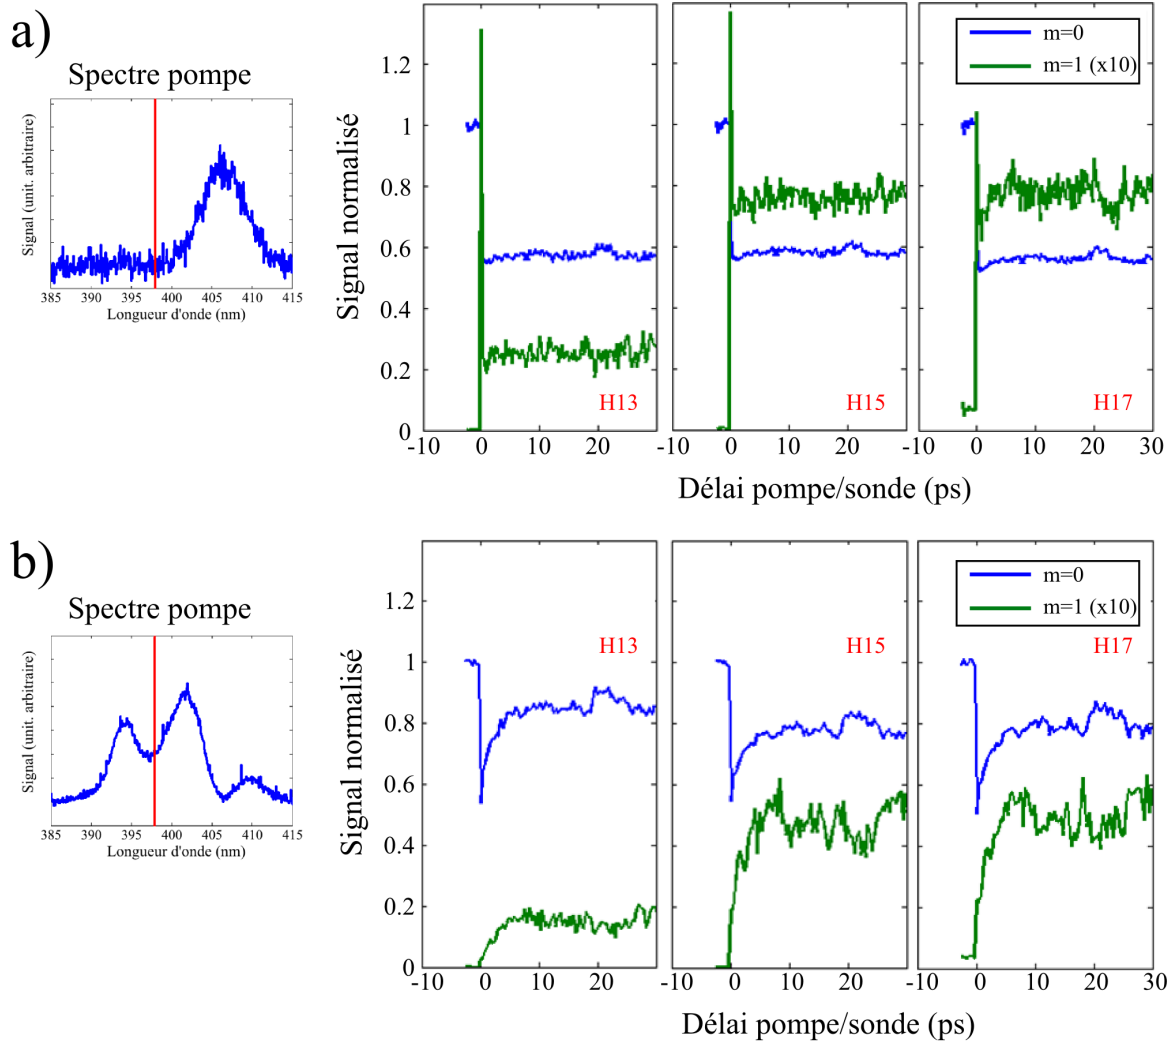 a)
Spectre pompe
Signal (unit. arbitraire)
385 390 395 400 405 410 415
Longueur d'onde (nm)
Signal normalisé
1.2
1
0.8
0.6
0.4
0.2
0
m=0
m=1 (x10)
H13 H15 H17
-10 0 10 20 -10 0 10 20 -10 0 10 20 30
Délai pompe/sonde (ps)
b)
Spectre pompe
Signal (unit. arbitraire)
385 390 395 400 405 410 415
Longueur d'onde (nm)
Signal normalisé
1.2
1
0.8
0.6
0.4
0.2
0
m=0
m=1 (x10)
H13 H15 H17
-10 0 10 20 -10 0 10 20 -10 0 10 20 30
Délai pompe/sonde (ps)